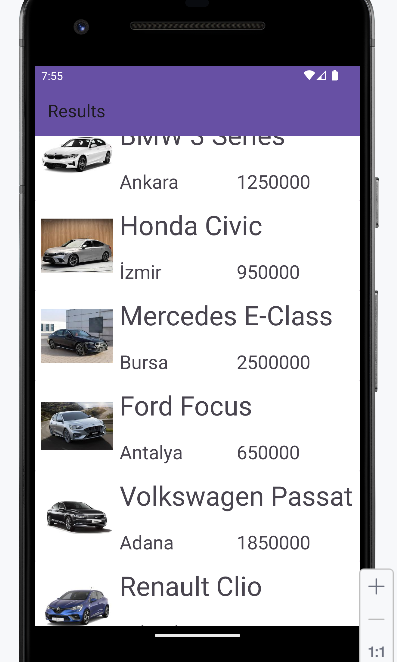 7:55
Results
BMW 3 Series
Ankara 1250000
Honda Civic
İzmir 950000
Mercedes E-Class
Bursa 2500000
Ford Focus
Antalya 650000
Volkswagen Passat
Adana 1850000
Renault Clio
1:1